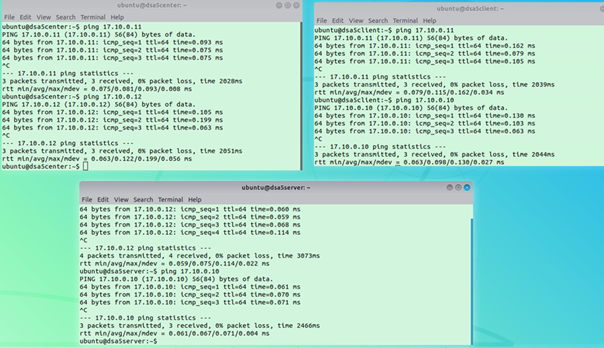 ubuntu@dsa5center: ~
File Edit View Search Terminal Help
ubuntu@dsa5center:~$ ping 17.10.0.11
PING 17.10.0.11 (17.10.0.11) 56(84) bytes of data.
64 bytes from 17.10.0.11: icmp_seq=1 ttl=64 time=0.093 ms
64 bytes from 17.10.0.11: icmp_seq=2 ttl=64 time=0.075 ms
64 bytes from 17.10.0.11: icmp_seq=3 ttl=64 time=0.075 ms
^C
--- 17.10.0.11 ping statistics ---
3 packets transmitted, 3 received, 0% packet loss, time 2028ms
rtt min/avg/max/mdev = 0.075/0.081/0.093/0.008 ms
ubuntu@dsa5center:~$ ping 17.10.0.12
PING 17.10.0.12 (17.10.0.12) 56(84) bytes of data.
64 bytes from 17.10.0.12: icmp_seq=1 ttl=64 time=0.105 ms
64 bytes from 17.10.0.12: icmp_seq=2 ttl=64 time=0.199 ms
64 bytes from 17.10.0.12: icmp_seq=3 ttl=64 time=0.063 ms
^C
--- 17.10.0.12 ping statistics ---
3 packets transmitted, 3 received, 0% packet loss, time 2051ms
rtt min/avg/max/mdev = 0.063/0.122/0.199/0.056 ms
ubuntu@dsa5center:~$
ubuntu@dsa5client: ~
File Edit View Search Terminal Help
ubuntu@dsa5client:~$ ping 17.10.0.11
PING 17.10.0.11 (17.10.0.11) 56(84) bytes of data.
64 bytes from 17.10.0.11: icmp_seq=1 ttl=64 time=0.162 ms
64 bytes from 17.10.0.11: icmp_seq=2 ttl=64 time=0.079 ms
64 bytes from 17.10.0.11: icmp_seq=3 ttl=64 time=0.105 ms
^C
--- 17.10.0.11 ping statistics ---
3 packets transmitted, 3 received, 0% packet loss, time 2039ms
rtt min/avg/max/mdev = 0.079/0.115/0.162/0.034 ms
ubuntu@dsa5client:~$ ping 17.10.0.10
PING 17.10.0.10 (17.10.0.10) 56(84) bytes of data.
64 bytes from 17.10.0.10: icmp_seq=1 ttl=64 time=0.130 ms
64 bytes from 17.10.0.10: icmp_seq=2 ttl=64 time=0.103 ms
64 bytes from 17.10.0.10: icmp_seq=3 ttl=64 time=0.063 ms
^C
--- 17.10.0.10 ping statistics ---
3 packets transmitted, 3 received, 0% packet loss, time 2044ms
rtt min/avg/max/mdev = 0.063/0.098/0.130/0.027 ms
ubuntu@dsa5server: ~
File Edit View Search Terminal Help
64 bytes from 17.10.0.12: icmp_seq=1 ttl=64 time=0.060 ms
64 bytes from 17.10.0.12: icmp_seq=2 ttl=64 time=0.059 ms
64 bytes from 17.10.0.12: icmp_seq=3 ttl=64 time=0.068 ms
64 bytes from 17.10.0.12: icmp_seq=4 ttl=64 time=0.114 ms
^C
--- 17.10.0.12 ping statistics ---
4 packets transmitted, 4 received, 0% packet loss, time 3073ms
rtt min/avg/max/mdev = 0.059/0.075/0.114/0.022 ms
ubuntu@dsa5server:~$ ping 17.10.0.10
PING 17.10.0.10 (17.10.0.10) 56(84) bytes of data.
64 bytes from 17.10.0.10: icmp_seq=1 ttl=64 time=0.061 ms
64 bytes from 17.10.0.10: icmp_seq=2 ttl=64 time=0.070 ms
64 bytes from 17.10.0.10: icmp_seq=3 ttl=64 time=0.071 ms
^C
--- 17.10.0.10 ping statistics ---
3 packets transmitted, 3 received, 0% packet loss, time 2466ms
rtt min/avg/max/mdev = 0.061/0.067/0.071/0.004 ms
ubuntu@dsa5server:~$